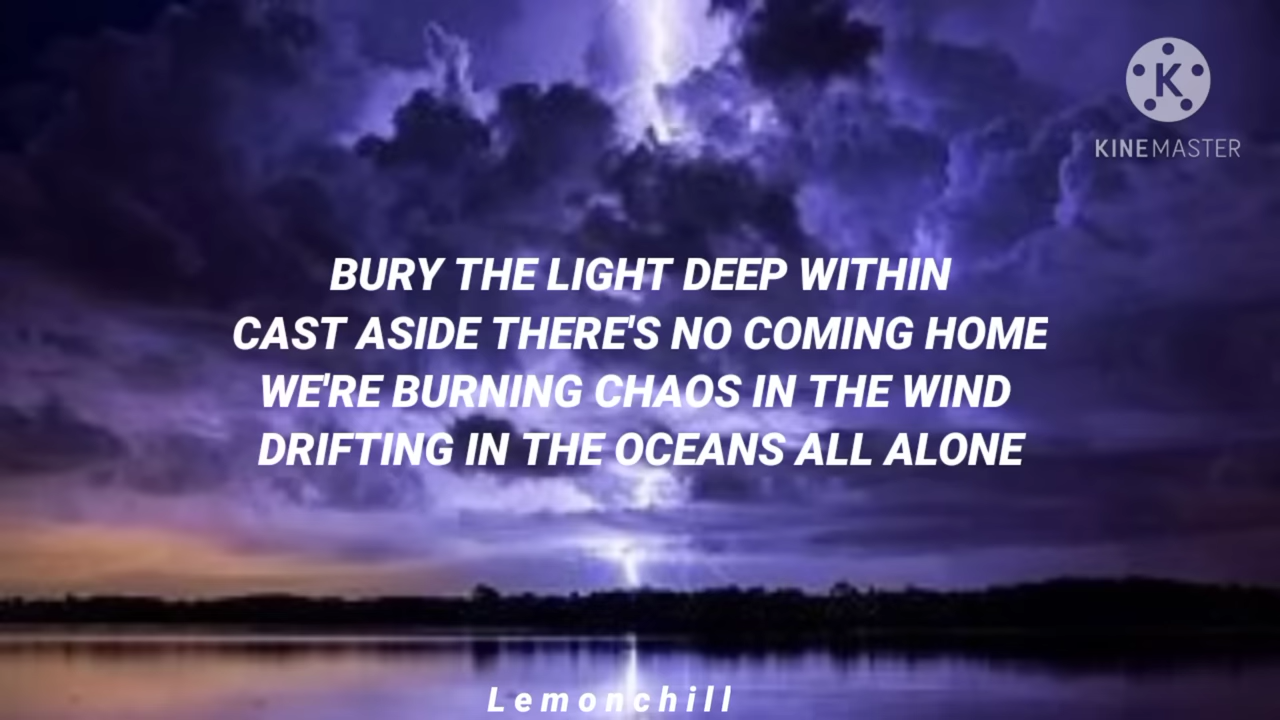 K
KINEMASTER
BURY THE LIGHT DEEP WITHIN
CAST ASIDE THERE'S NO COMING HOME
WE'RE BURNING CHAOS IN THE WIND
DRIFTING IN THE OCEANS ALL ALONE
Lemonchill